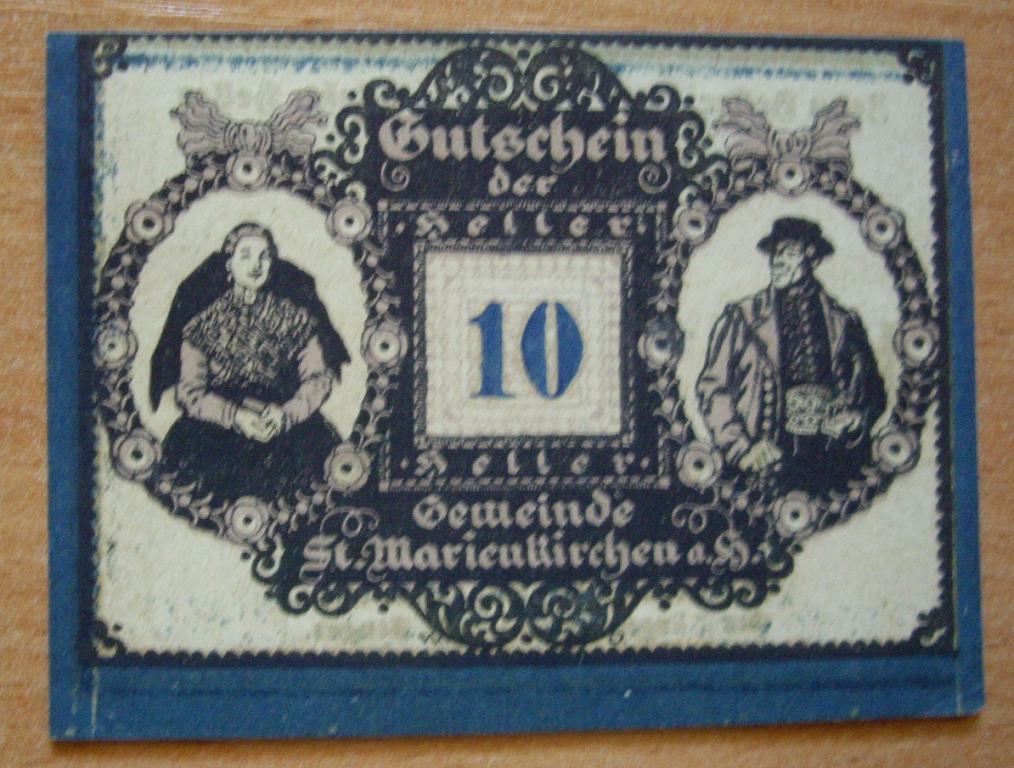 Gutschein
der
Heller
10
Heller
Gemeinde
St. Marienkirchen a. H.